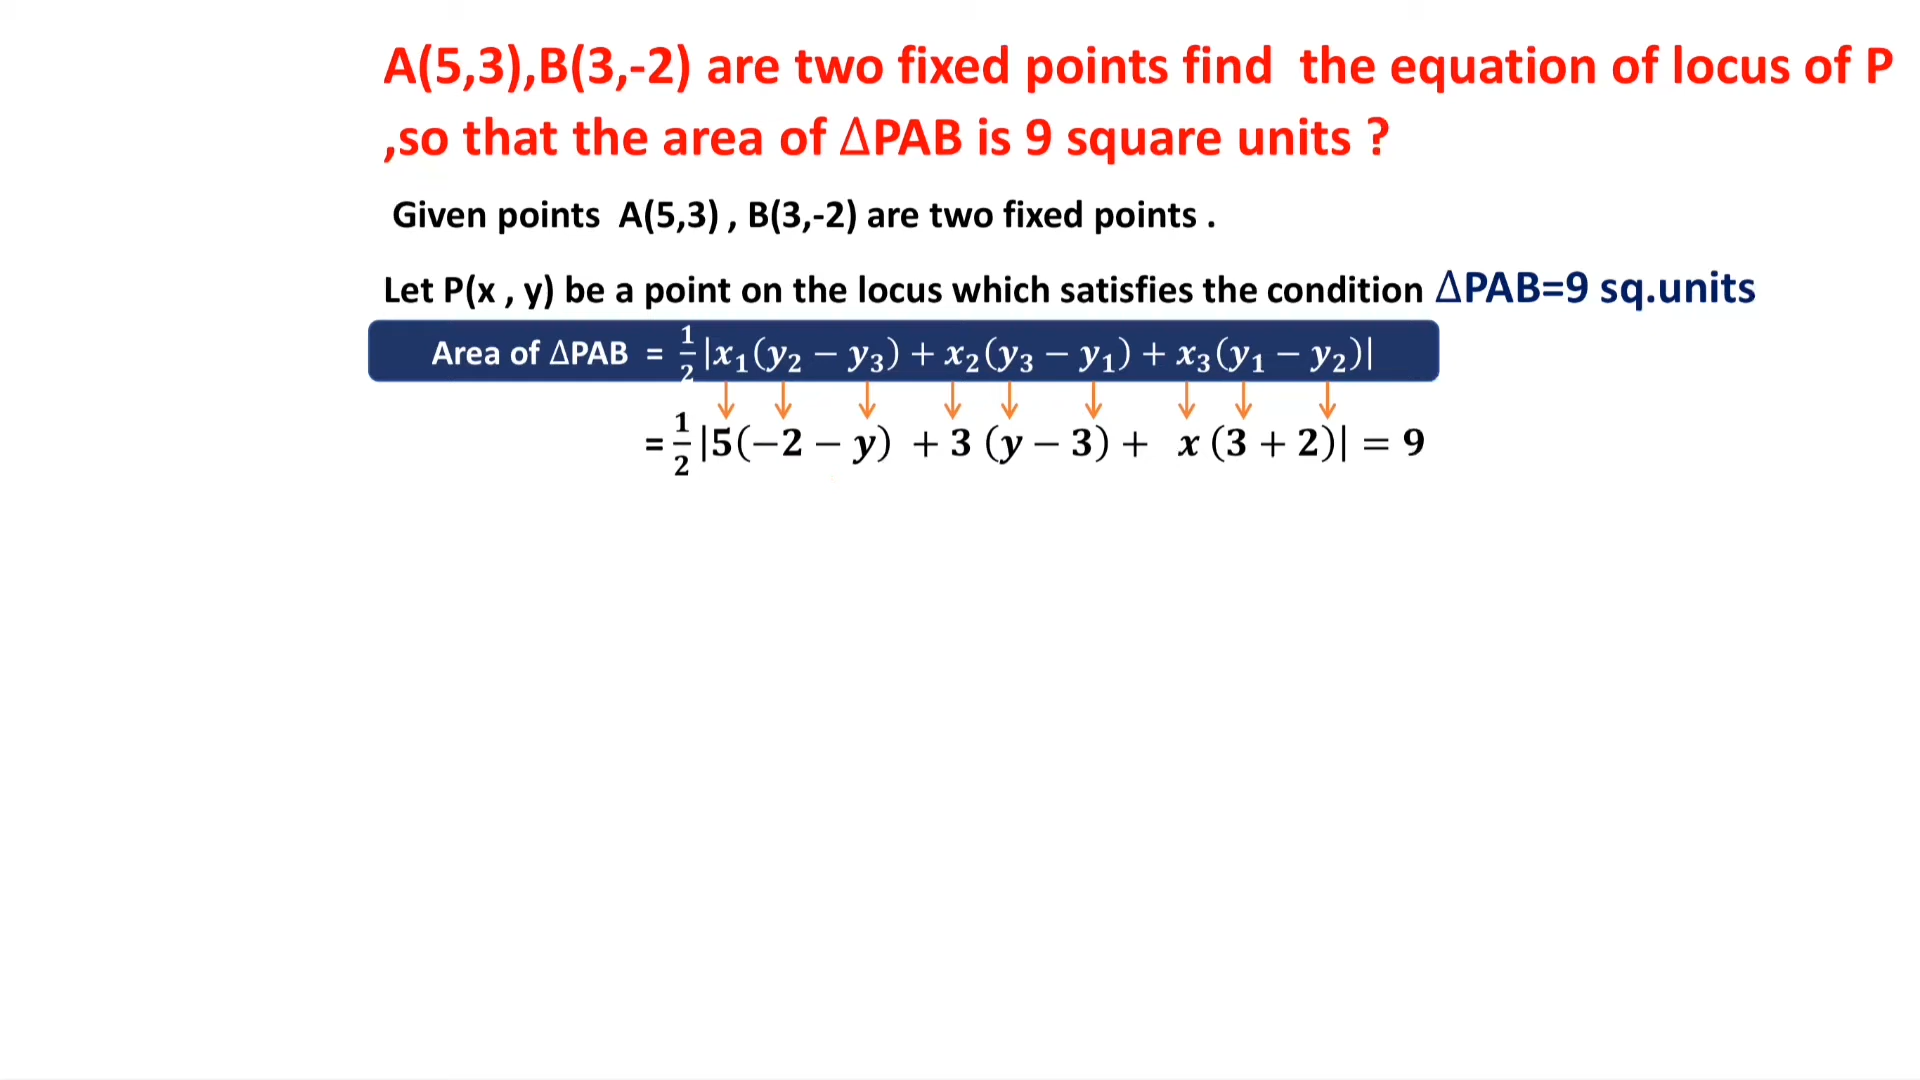 A(5,3),B(3,-2) are two fixed points find the equation of locus of P
,so that the area of ∆PAB is 9 square units ?
Given points A(5,3) , B(3,-2) are two fixed points .
Let P(x , y) be a point on the locus which satisfies the condition ∆PAB=9 sq.units
Area of ∆PAB = 1/2 |x₁(y₂ − y₃) + x₂(y₃ − y₁) + x₃(y₁ − y₂)|
= 1/2 |5(−2 − y) + 3 (y − 3) + x (3 + 2)| = 9